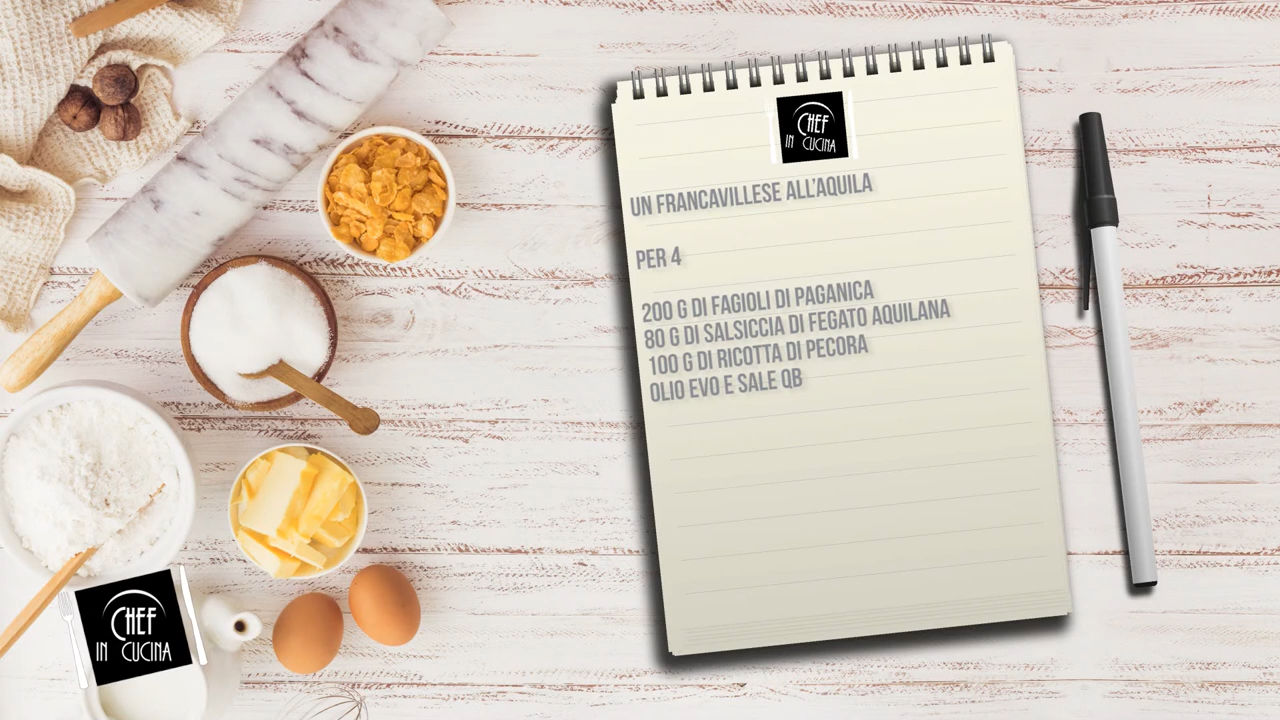 CHEF
IN CUCINA
UN FRANCAVILLESE ALL'AQUILA
PER 4
200 G DI FAGIOLI DI PAGANICA
80 G DI SALSICCIA DI FEGATO AQUILANA
100 G DI RICOTTA DI PECORA
OLIO EVO E SALE QB
CHEF
IN CUCINA